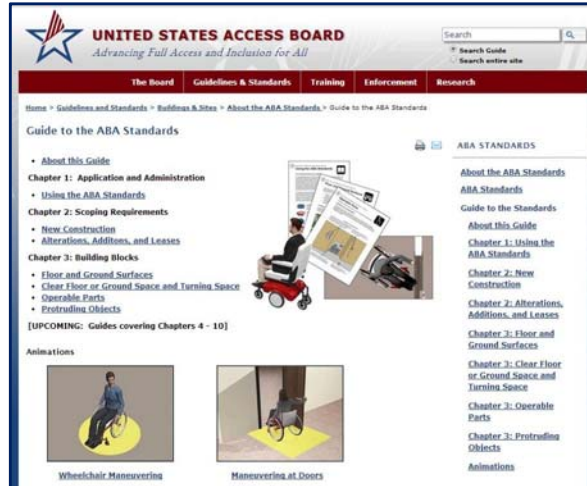 UNITED STATES ACCESS BOARD
Advancing Full Access and Inclusion for All
Search
Search Guide
Search entire site
The Board Guidelines & Standards Training Enforcement Research
Home > Guidelines and Standards > Buildings & Sites > About the ABA Standards > Guide to the ABA Standards
Guide to the ABA Standards
• About this Guide
Chapter 1: Application and Administration
• Using the ABA Standards
Chapter 2: Scoping Requirements
• New Construction
• Alterations, Additons, and Leases
Chapter 3: Building Blocks
• Floor and Ground Surfaces
• Clear Floor or Ground Space and Turning Space
• Operable Parts
• Protruding Objects
[UPCOMING: Guides covering Chapters 4 - 10]
Animations
Wheelchair Maneuvering
Maneuvering at Doors
ABA STANDARDS
About the ABA Standards
ABA Standards
Guide to the Standards
About this Guide
Chapter 1: Using the
ABA Standards
Chapter 2: New
Construction
Chapter 2: Alterations,
Additions, and Leases
Chapter 3: Floor and
Ground Surfaces
Chapter 3: Clear Floor
or Ground Space and
Turning Space
Chapter 3: Operable
Parts
Chapter 3: Protruding
Objects
Animations